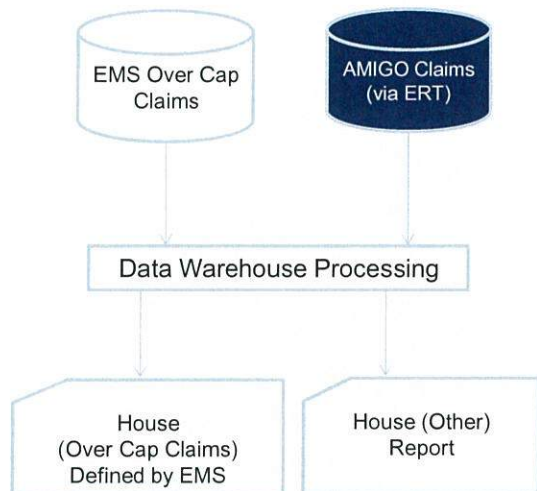 EMS Over Cap
Claims
AMIGO Claims
(via ERT)
Data Warehouse Processing
House
(Over Cap Claims)
Defined by EMS
House (Other)
Report